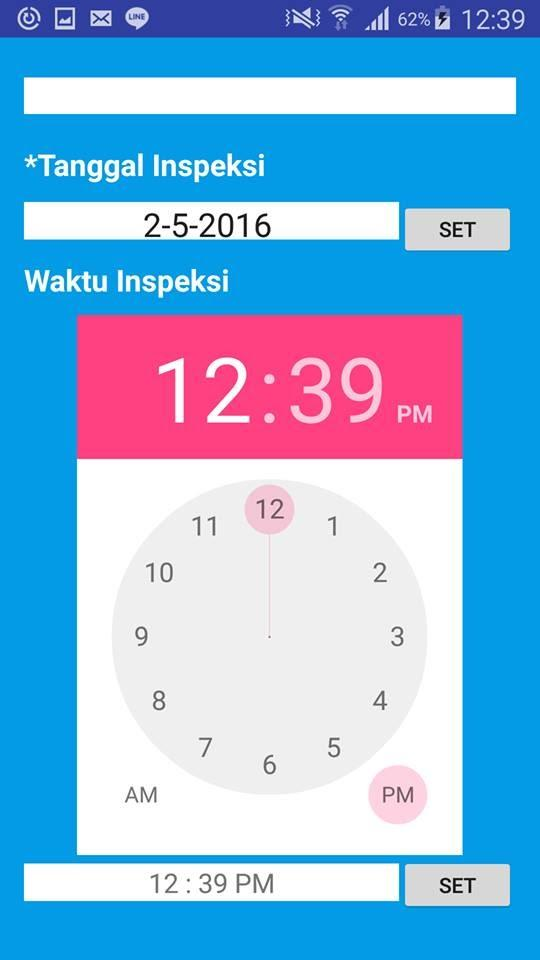 LINE
62%
12:39
*Tanggal Inspeksi
2-5-2016
SET
Waktu Inspeksi
12:39 PM
12
11
1
10
2
9
3
8
4
7
5
6
AM
PM
12 : 39 PM
SET